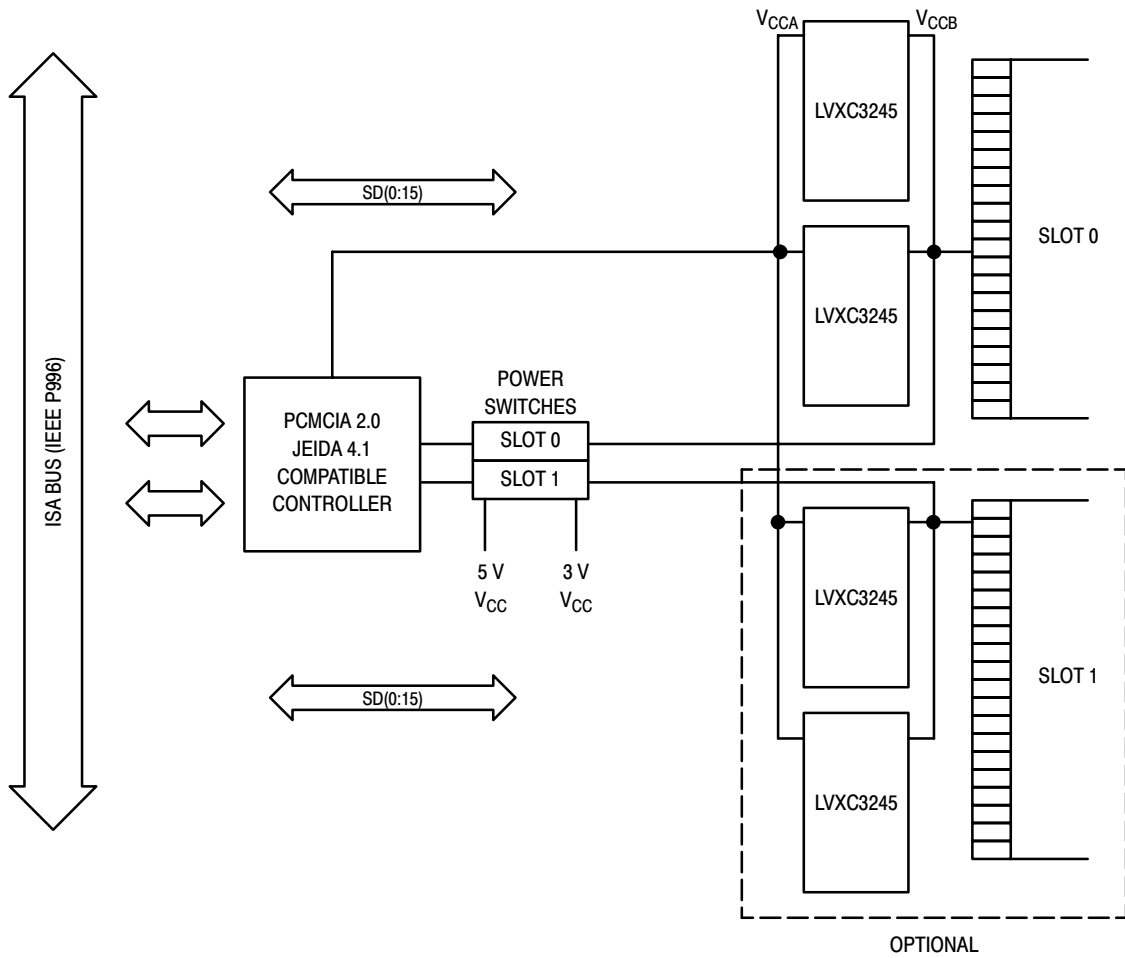 VCCA
VCCB
LVXC3245
SD(0:15)
SLOT 0
LVXC3245
ISA BUS (IEEE P996)
POWER
SWITCHES
PCMCIA 2.0
JEIDA 4.1
COMPATIBLE
CONTROLLER
SLOT 0
SLOT 1
5 V
VCC
3 V
VCC
LVXC3245
SD(0:15)
SLOT 1
LVXC3245
OPTIONAL